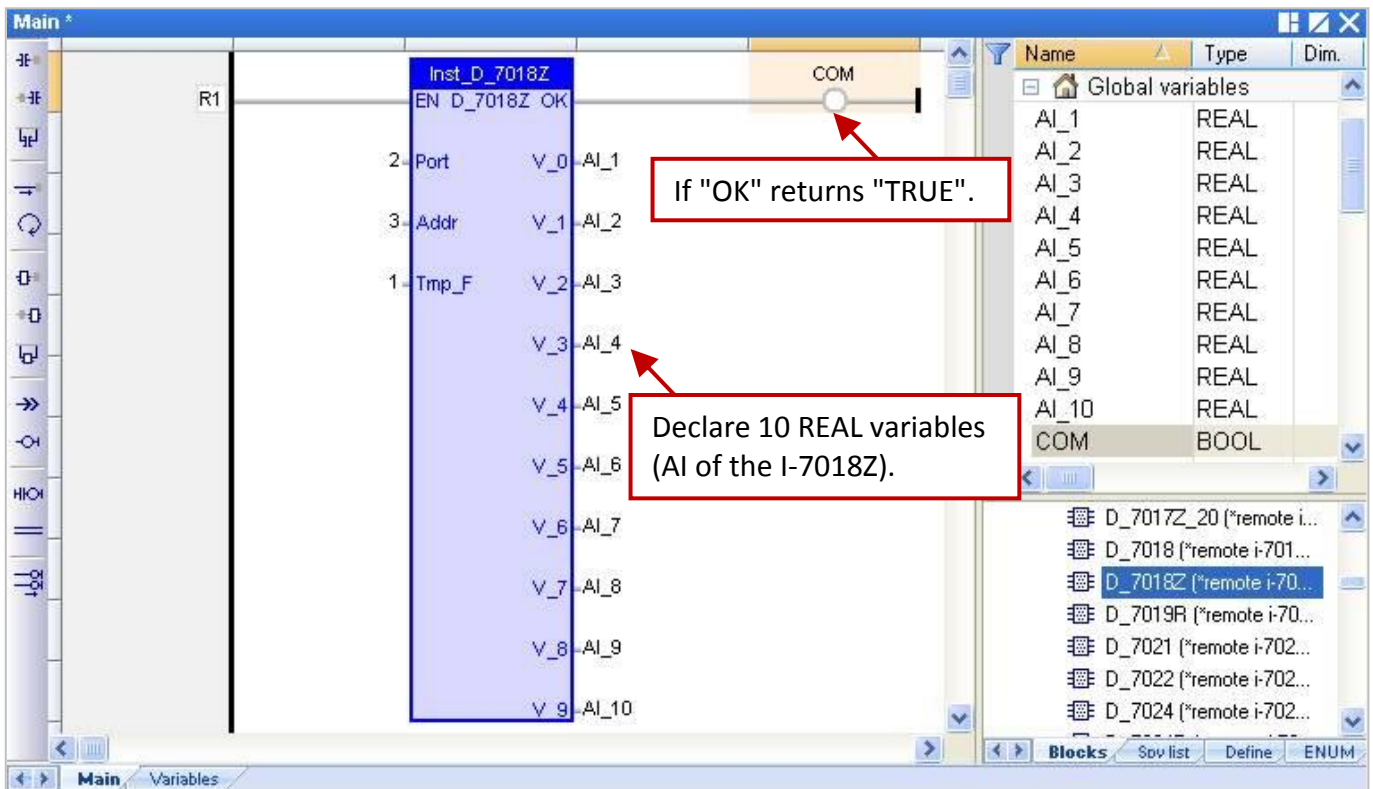 Main *
Inst_D_7018Z
EN D_7018Z OK
COM
R1
2 Port V_0 AI_1
3 Addr V_1 AI_2
1 Tmp_F V_2 AI_3
V_3 AI_4
V_4 AI_5
V_5 AI_6
V_6 AI_7
V_7 AI_8
V_8 AI_9
V_9 AI_10
If "OK" returns "TRUE".
Declare 10 REAL variables
(AI of the I-7018Z).
Name Type Dim.
Global variables
AI_1 REAL
AI_2 REAL
AI_3 REAL
AI_4 REAL
AI_5 REAL
AI_6 REAL
AI_7 REAL
AI_8 REAL
AI_9 REAL
AI_10 REAL
COM BOOL
D_7017Z_20 (*remote i...
D_7018 (*remote i-701...
D_7018Z (*remote i-70...
D_7019R (*remote i-70...
D_7021 (*remote i-702...
D_7022 (*remote i-702...
D_7024 (*remote i-702...
Blocks Spy list Define ENUM
Main Variables